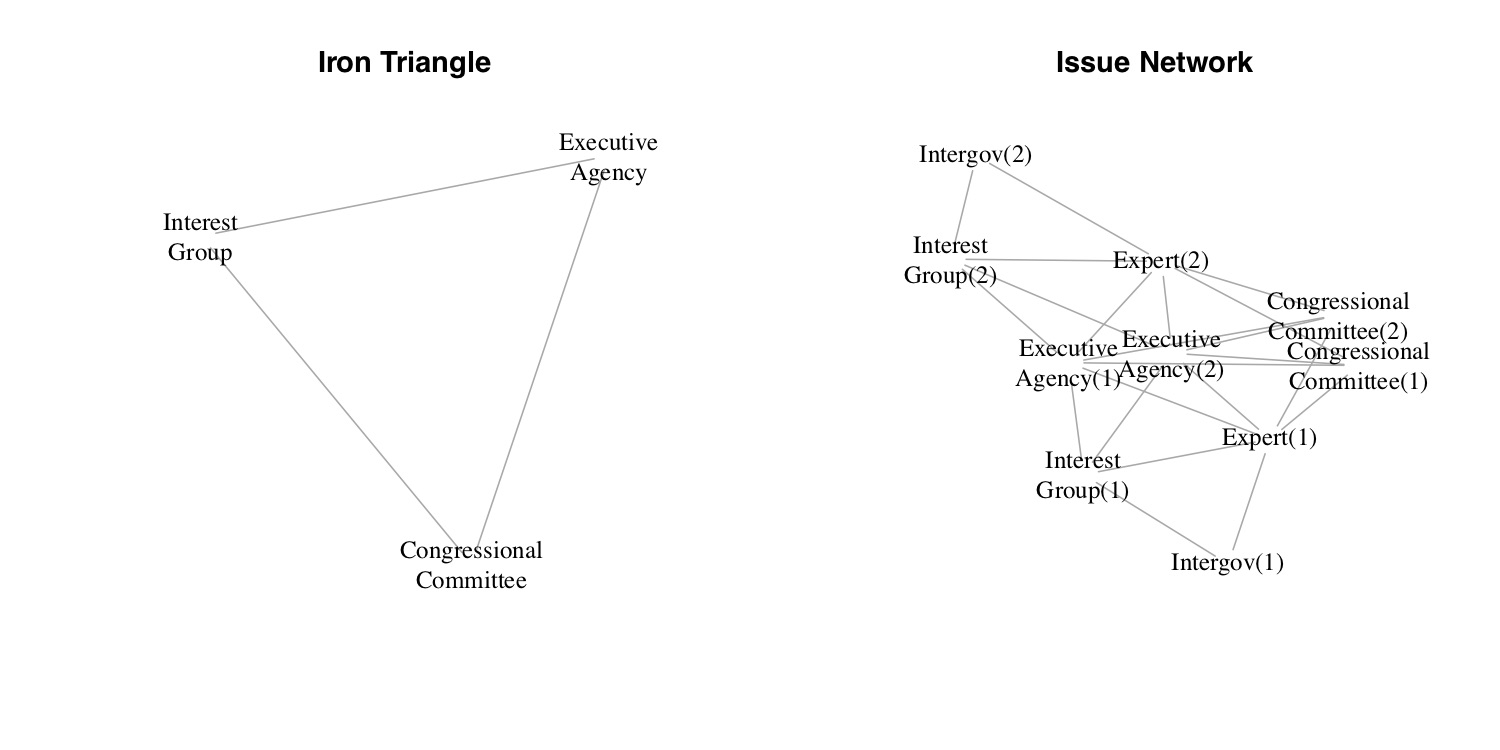 Iron Triangle
Executive
Agency
Interest
Group
Congressional
Committee
Issue Network
Intergov(2)
Interest
Group(2)
Expert(2)
Congressional
Committee(2)
Executive
Agency(1)
Executive
Agency(2)
Congressional
Committee(1)
Expert(1)
Interest
Group(1)
Intergov(1)